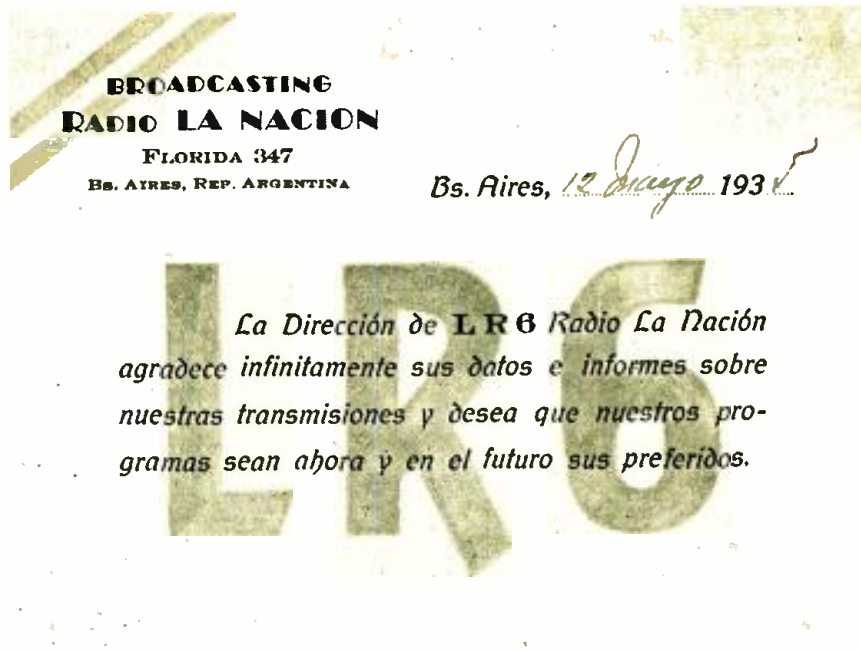 BROADCASTING
RADIO LA NACION
FLORIDA 347
BS. AIRES, REP. ARGENTINA
Bs. Aires, 12 mayo 1935
LR6
La Dirección de LR6 Radio La Nación
agradece infinitamente sus datos e informes sobre
nuestras transmisiones y desea que nuestros pro-
gramas sean ahora y en el futuro sus preferidos.